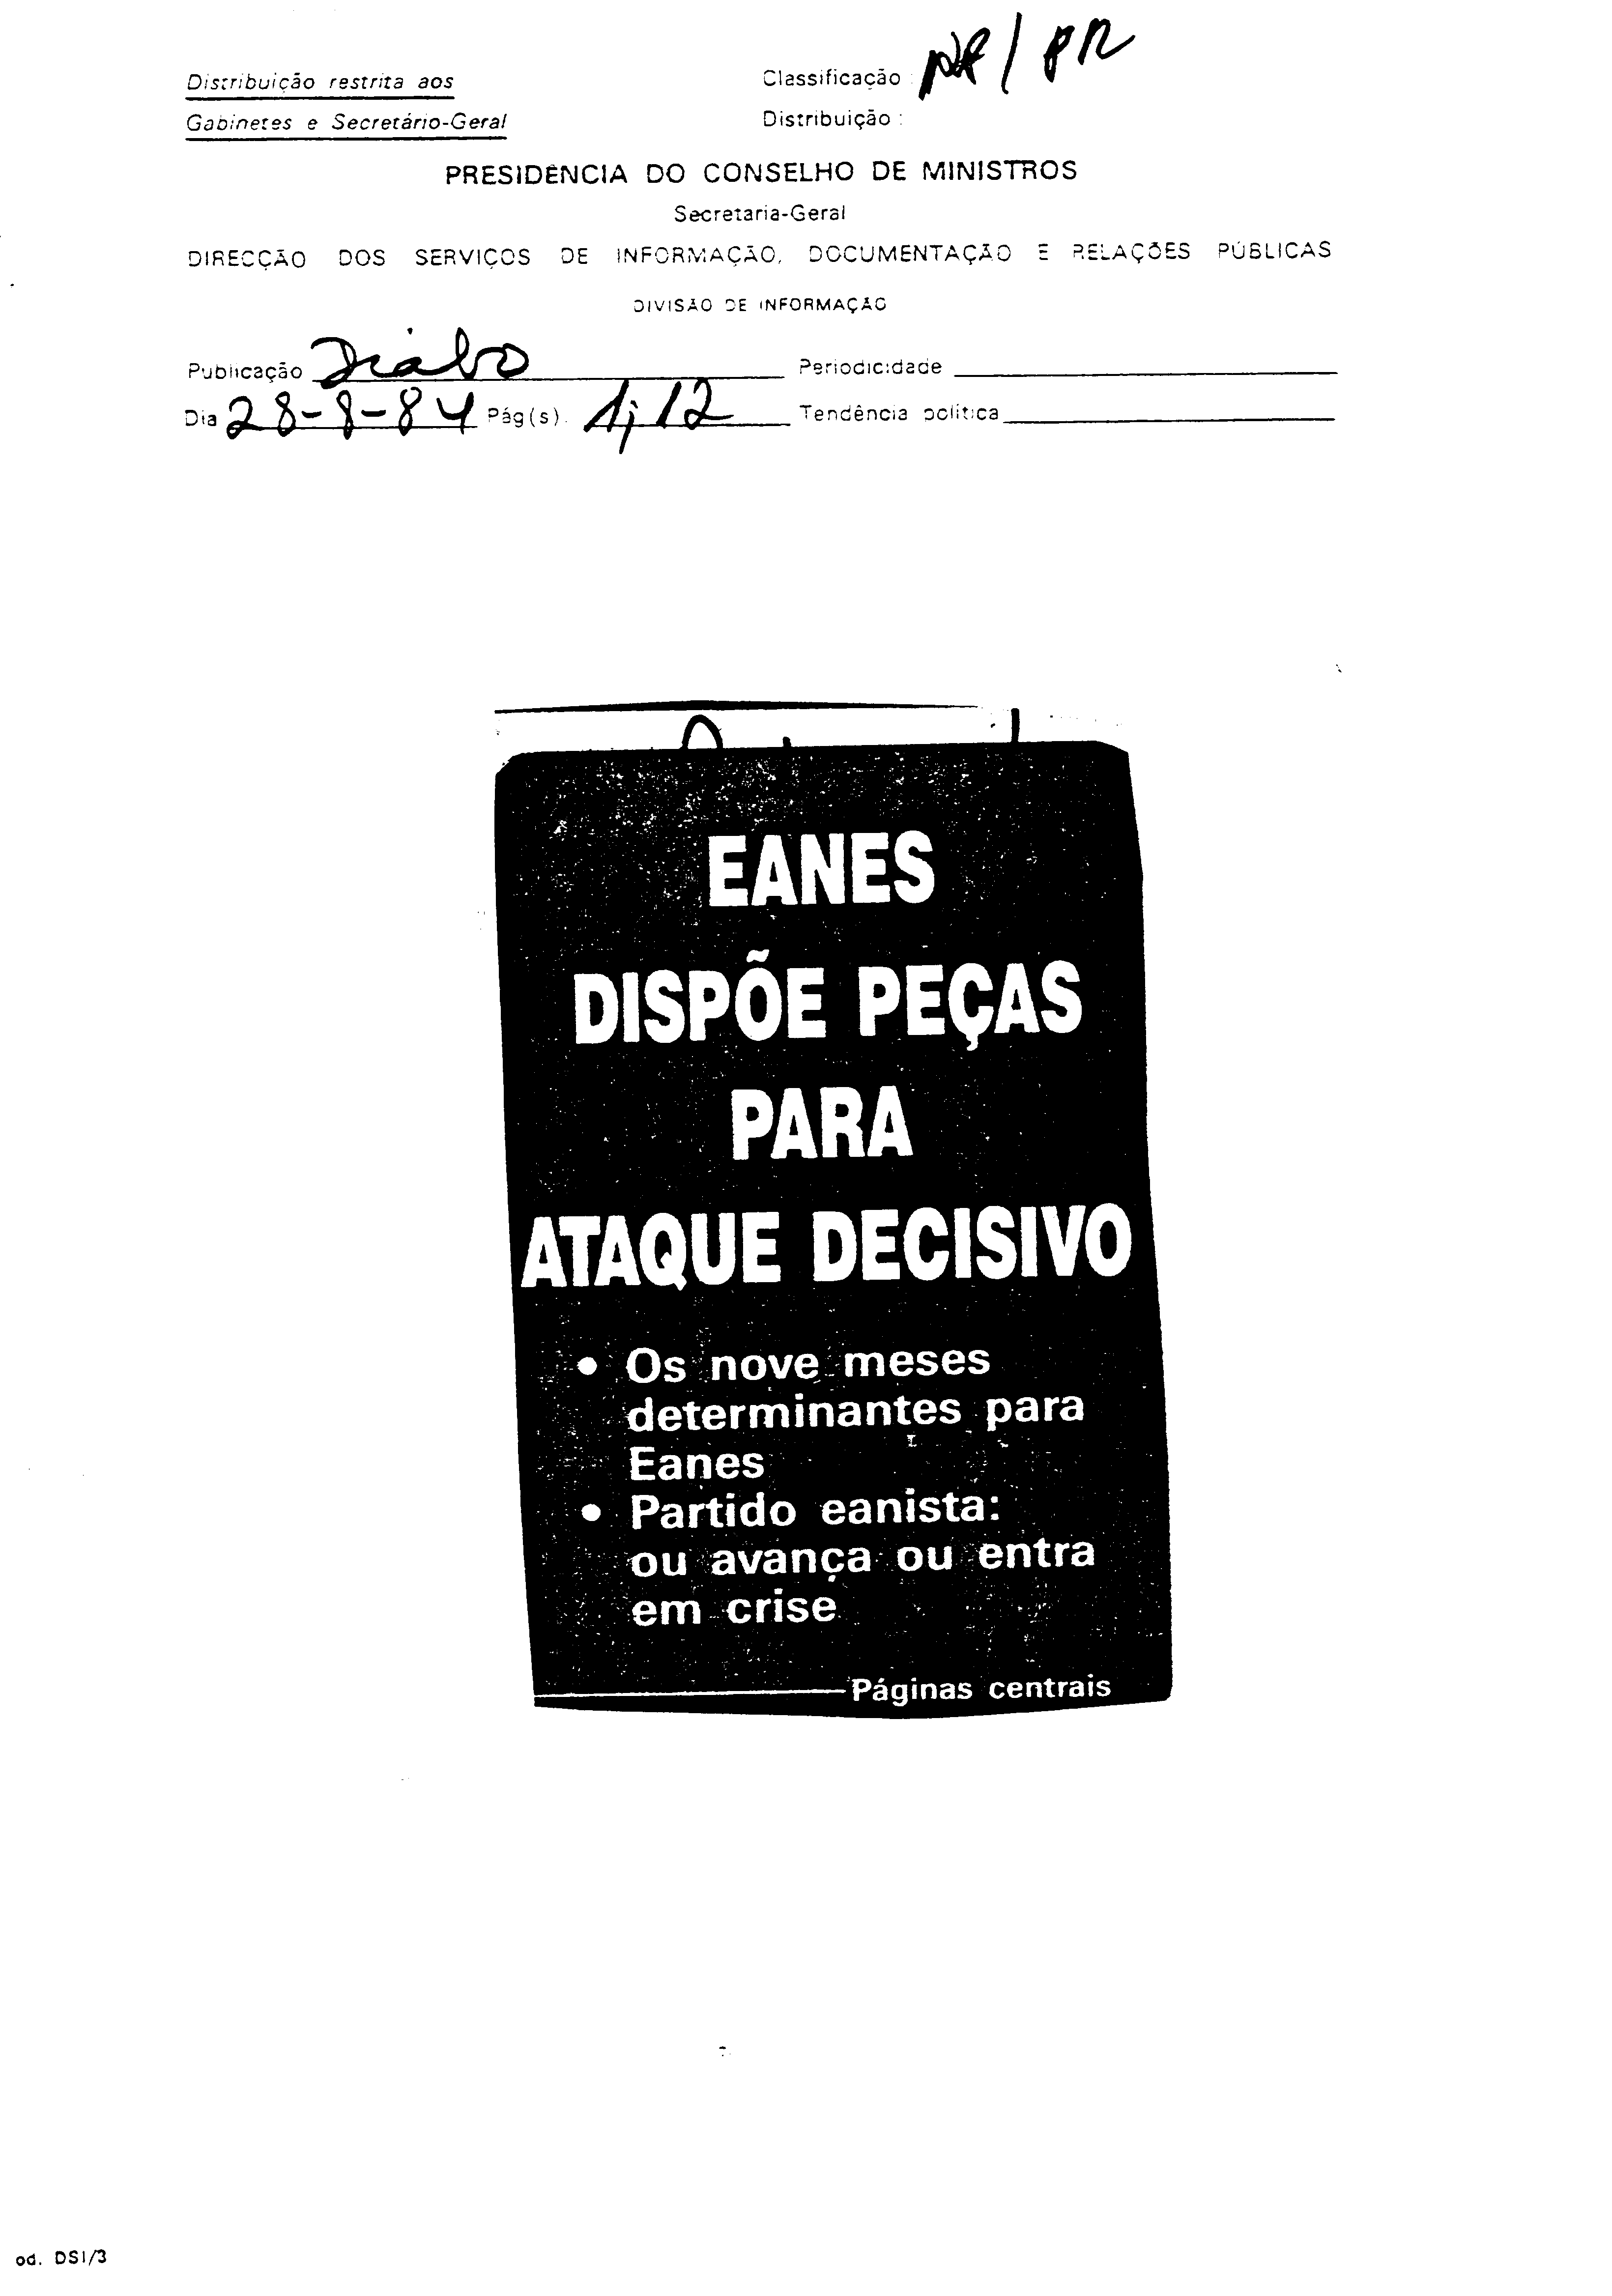 Distribuição restrita aos
Gabinetes e Secretário-Geral
Classificação :
Distribuição :
PRESIDÊNCIA DO CONSELHO DE MINISTROS
Secretaria-Geral
DIRECÇÃO DOS SERVIÇOS DE INFORMAÇÃO, DOCUMENTAÇÃO E RELAÇÕES PÚBLICAS
DIVISÃO DE INFORMAÇÃO
Publicação Diabo Periodicidade
Dia 28-8-84 Pág(s). 1; 12 Tendência política
EANES
DISPÕE PEÇAS
PARA
ATAQUE DECISIVO
• Os nove meses
determinantes para
Eanes
• Partido eanista:
ou avança ou entra
em crise
Páginas centrais
od. DSI/3